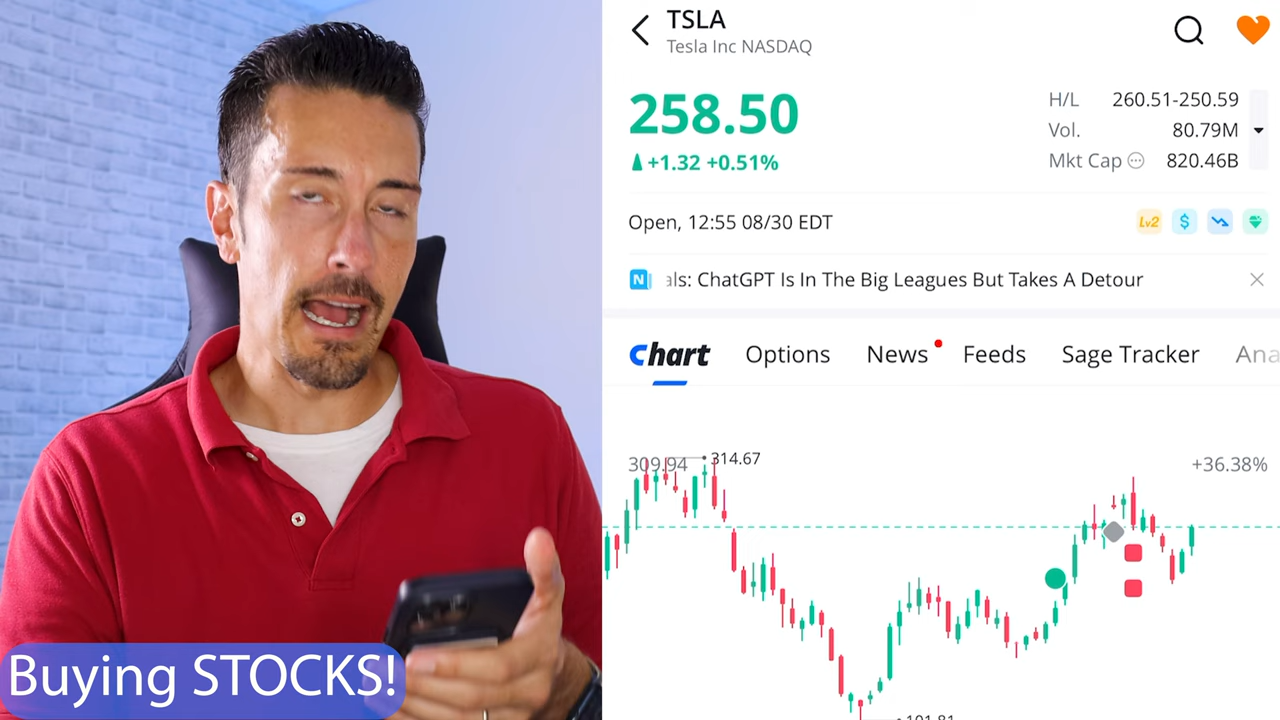 TSLA
Tesla Inc NASDAQ
258.50
+1.32 +0.51%
H/L 260.51-250.59
Vol. 80.79M
Mkt Cap 820.46B
Open, 12:55 08/30 EDT
Lv2 $
N als: ChatGPT Is In The Big Leagues But Takes A Detour
Chart Options News Feeds Sage Tracker Ana
309.94 314.67 +36.38%
Buying STOCKS!